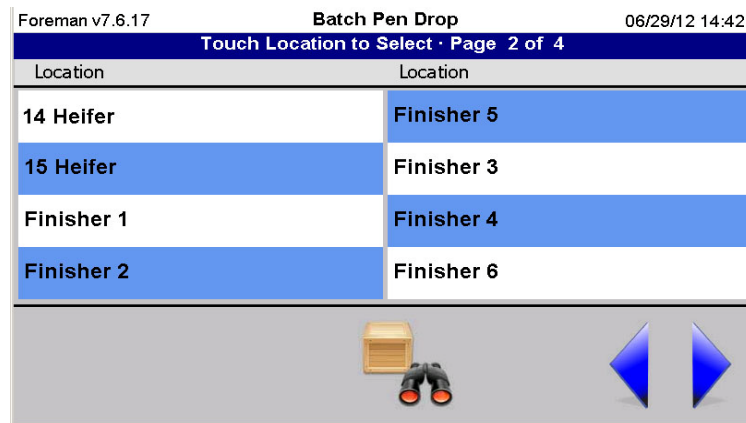 Foreman v7.6.17 Batch Pen Drop 06/29/12 14:42
Touch Location to Select · Page 2 of 4
Location Location
14 Heifer Finisher 5
15 Heifer Finisher 3
Finisher 1 Finisher 4
Finisher 2 Finisher 6